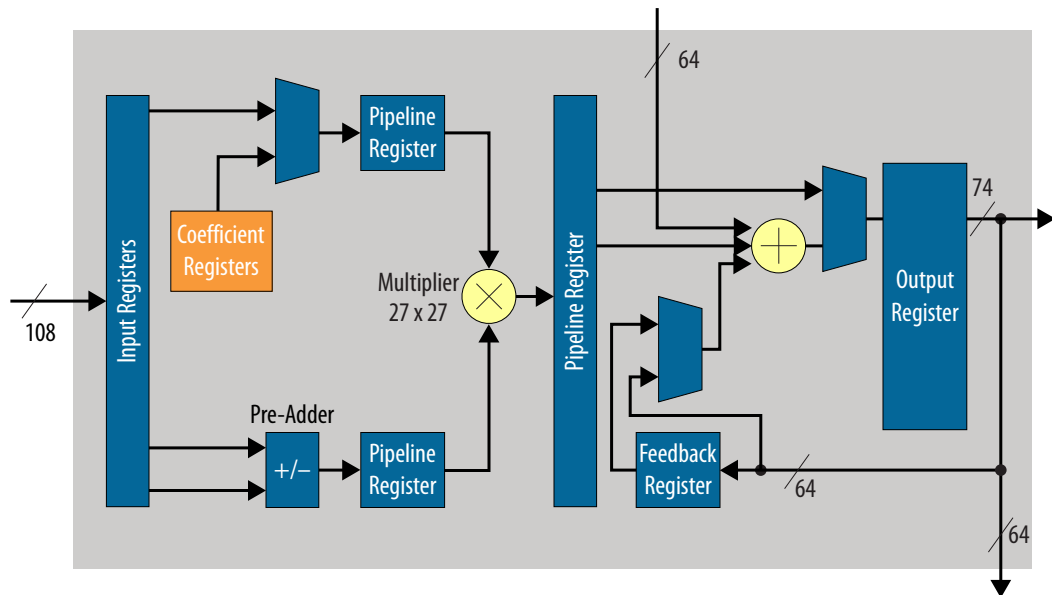 64
Pipeline
Register
Input Registers
Coefficient
Registers
Multiplier
27 x 27
108
Pre-Adder
+/−
Pipeline
Register
Pipeline Register
Feedback
Register
Output
Register
74
64
64